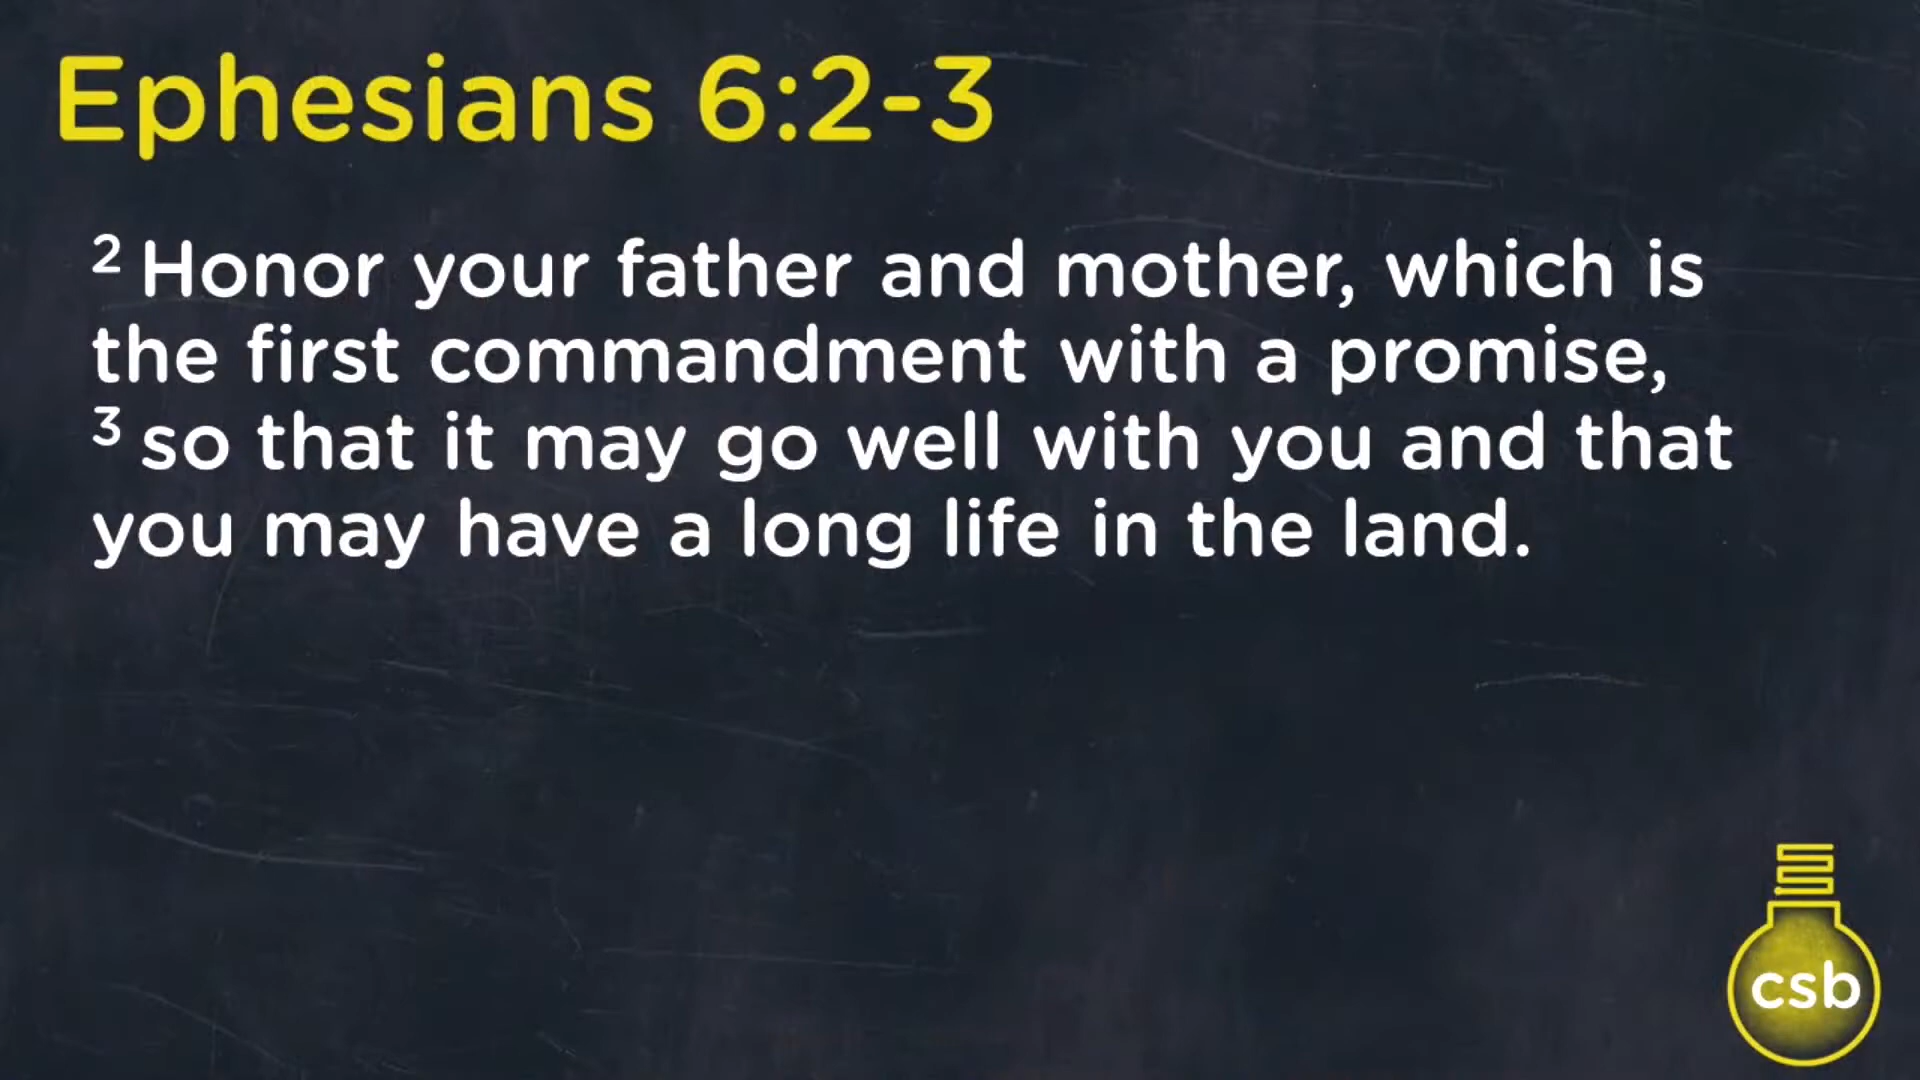 Ephesians 6:2-3
2 Honor your father and mother, which is
the first commandment with a promise,
3 so that it may go well with you and that
you may have a long life in the land.
csb